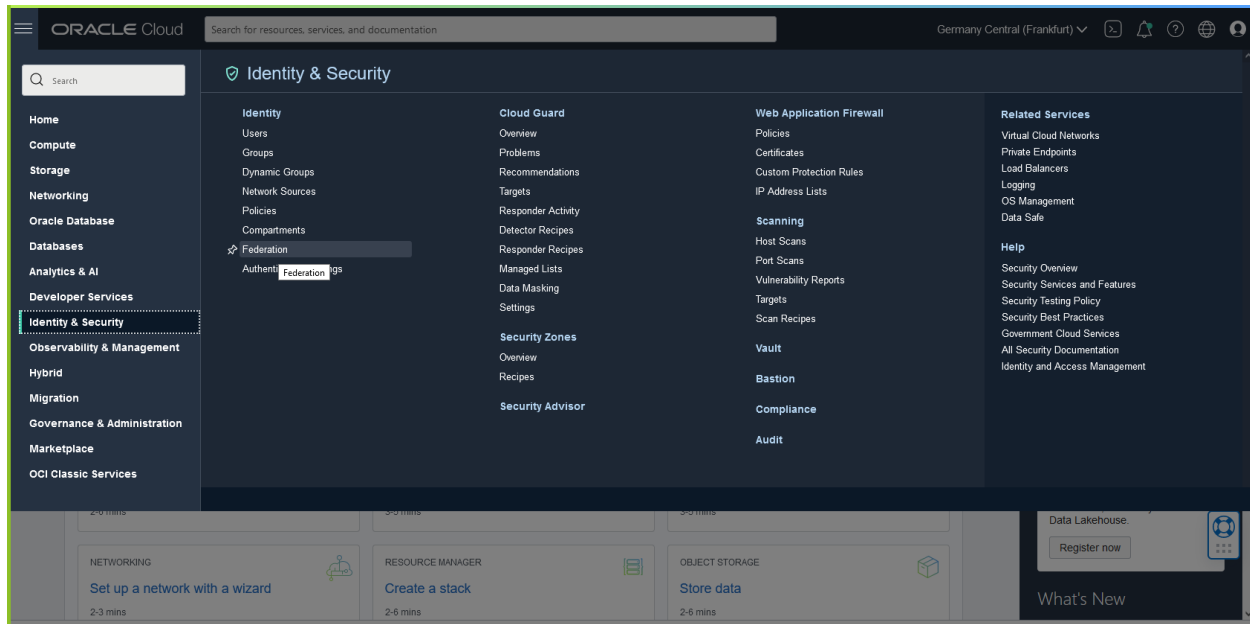 ORACLE Cloud
Search for resources, services, and documentation
Germany Central (Frankfurt)
Search
Home
Compute
Storage
Networking
Oracle Database
Databases
Analytics & AI
Developer Services
Identity & Security
Observability & Management
Hybrid
Migration
Governance & Administration
Marketplace
OCI Classic Services
Identity & Security
Identity
Users
Groups
Dynamic Groups
Network Sources
Policies
Compartments
Federation
Federation
Cloud Guard
Overview
Problems
Recommendations
Targets
Responder Activity
Detector Recipes
Responder Recipes
Managed Lists
Data Masking
Settings
Security Zones
Overview
Recipes
Security Advisor
Web Application Firewall
Policies
Certificates
Custom Protection Rules
IP Address Lists
Scanning
Host Scans
Port Scans
Vulnerability Reports
Targets
Scan Recipes
Vault
Bastion
Compliance
Audit
Related Services
Virtual Cloud Networks
Private Endpoints
Load Balancers
Logging
OS Management
Data Safe
Help
Security Overview
Security Services and Features
Security Testing Policy
Security Best Practices
Government Cloud Services
All Security Documentation
Identity and Access Management
NETWORKING
Set up a network with a wizard
2-3 mins
RESOURCE MANAGER
Create a stack
2-6 mins
OBJECT STORAGE
Store data
2-6 mins
Data Lakehouse.
Register now
What's New